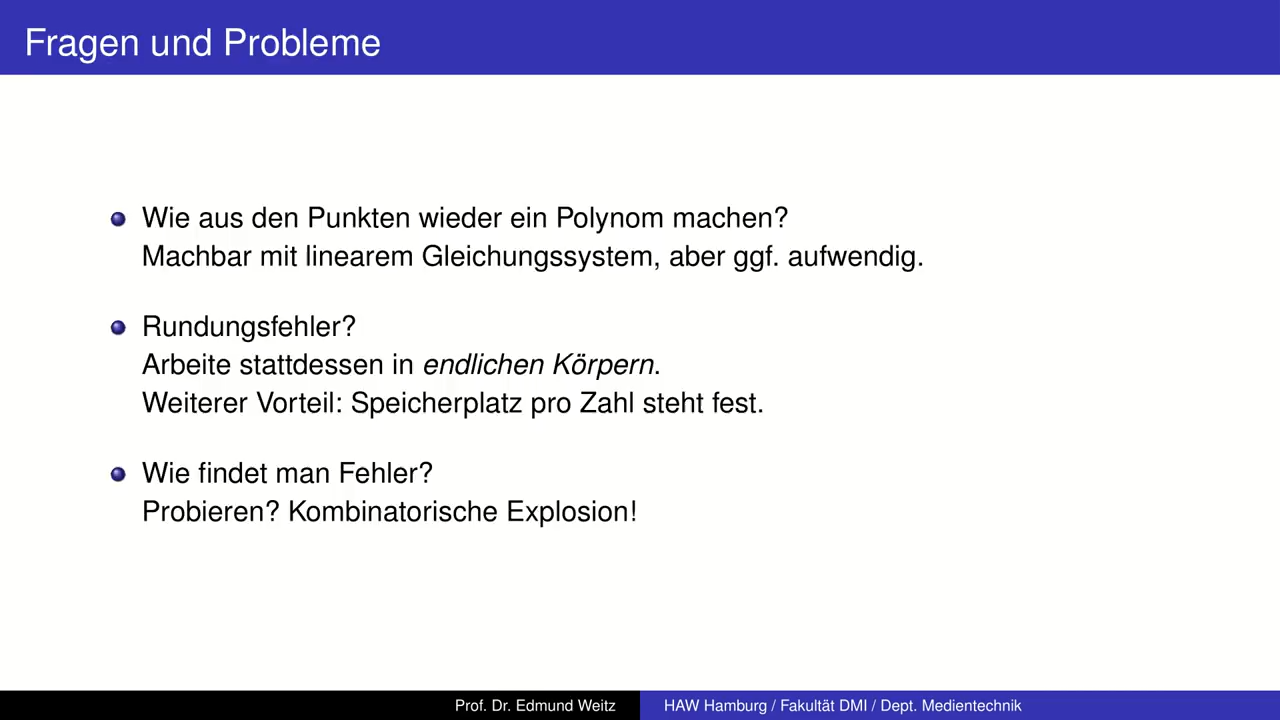 Fragen und Probleme
Wie aus den Punkten wieder ein Polynom machen?
Machbar mit linearem Gleichungssystem, aber ggf. aufwendig.
Rundungsfehler?
Arbeite stattdessen in endlichen Körpern.
Weiterer Vorteil: Speicherplatz pro Zahl steht fest.
Wie findet man Fehler?
Probieren? Kombinatorische Explosion!
Prof. Dr. Edmund Weitz
HAW Hamburg / Fakultät DMI / Dept. Medientechnik